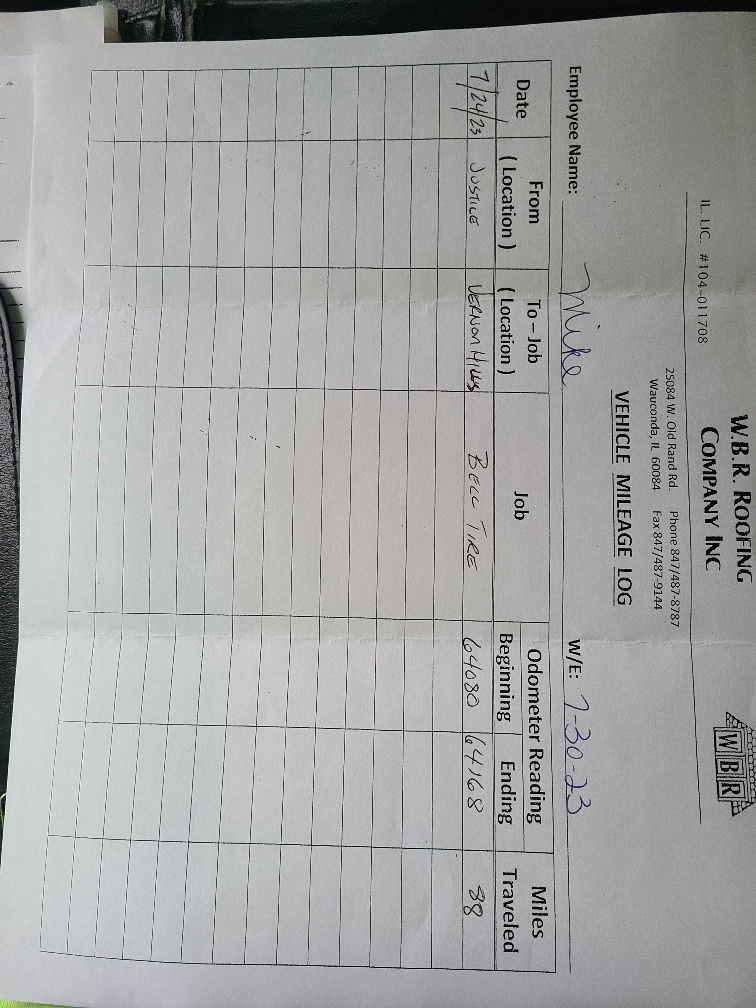 W.B.R. ROOFING
COMPANY INC
WBR
25084 W. Old Rand Rd. Phone 847/487-8787
Wauconda, IL 60084 Fax 847/487-9144
IL. LIC. #104-011708
VEHICLE MILEAGE LOG
Employee Name: Mike W/E: 7-30-23
Date From To – Job Job Odometer Reading Miles
( Location ) ( Location ) Beginning Ending Traveled
7/24/23 JUSTICE VERNON HILLS BELL TIRE 64080 64168 88